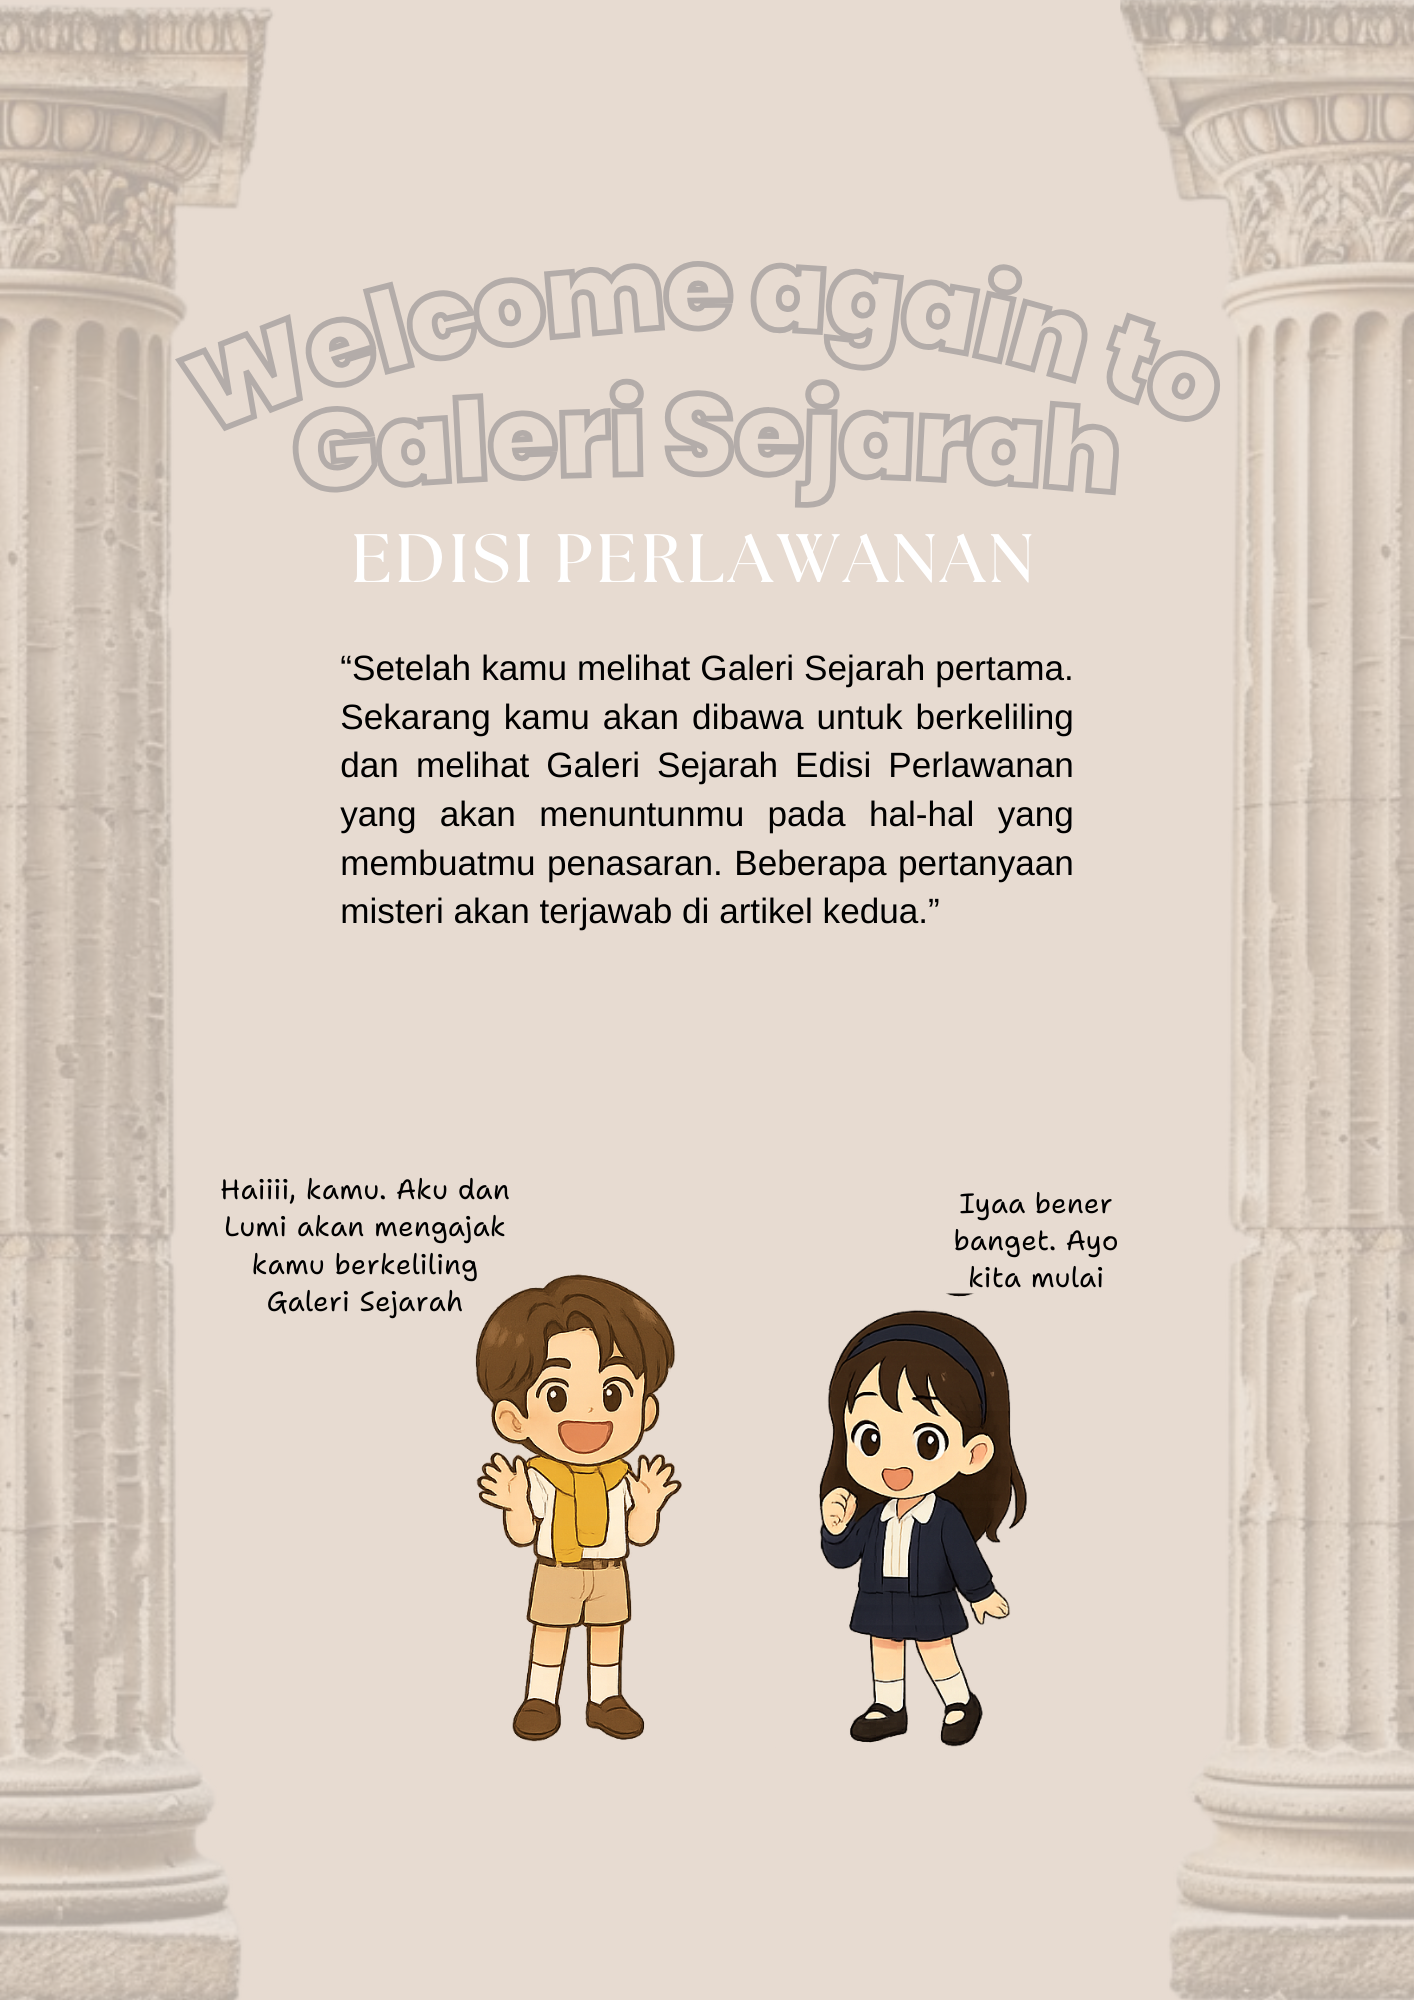 Welcome again to
Galeri Sejarah
EDISI PERLAWANAN
“Setelah kamu melihat Galeri Sejarah pertama.
Sekarang kamu akan dibawa untuk berkeliling
dan melihat Galeri Sejarah Edisi Perlawanan
yang akan menuntunmu pada hal-hal yang
membuatmu penasaran. Beberapa pertanyaan
misteri akan terjawab di artikel kedua.”
Haiiii, kamu. Aku dan
Lumi akan mengajak
kamu berkeliling
Galeri Sejarah
Iyaa bener
banget. Ayo
kita mulai